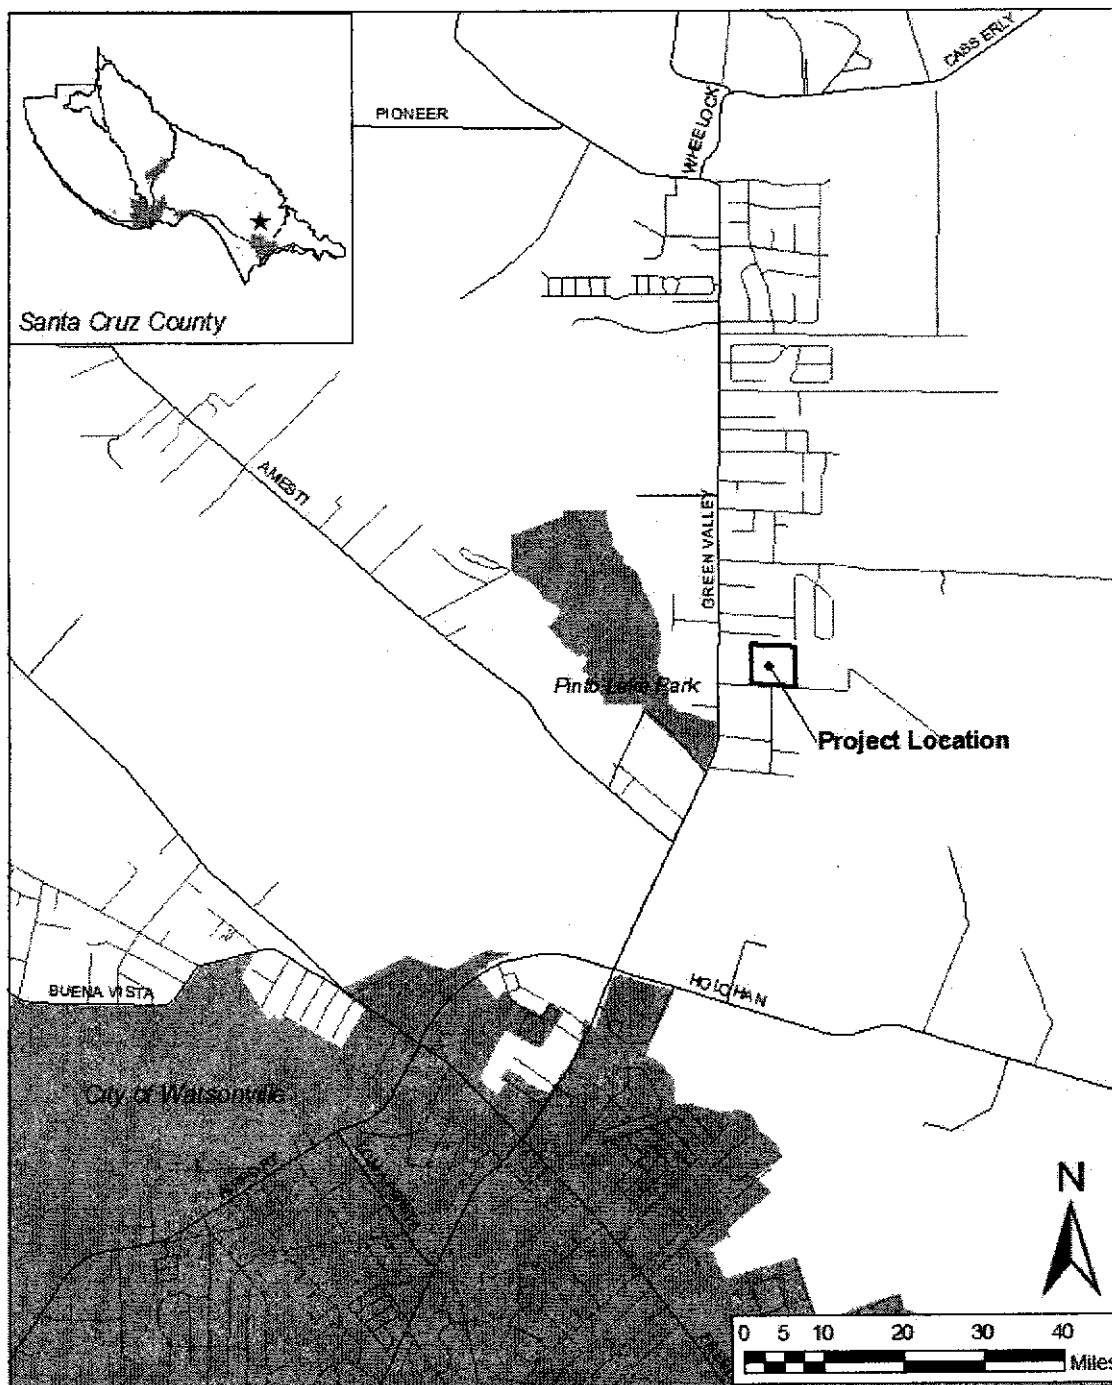 CASSERLY
PIONEER
WHEELOCK
Santa Cruz County
AMESTI
GREEN VALLEY
Pinto Lake Park
Project Location
HOLOHAN
BUENA VISTA
City of Watsonville
AIRPORT
N
0 5 10 20 30 40
Miles